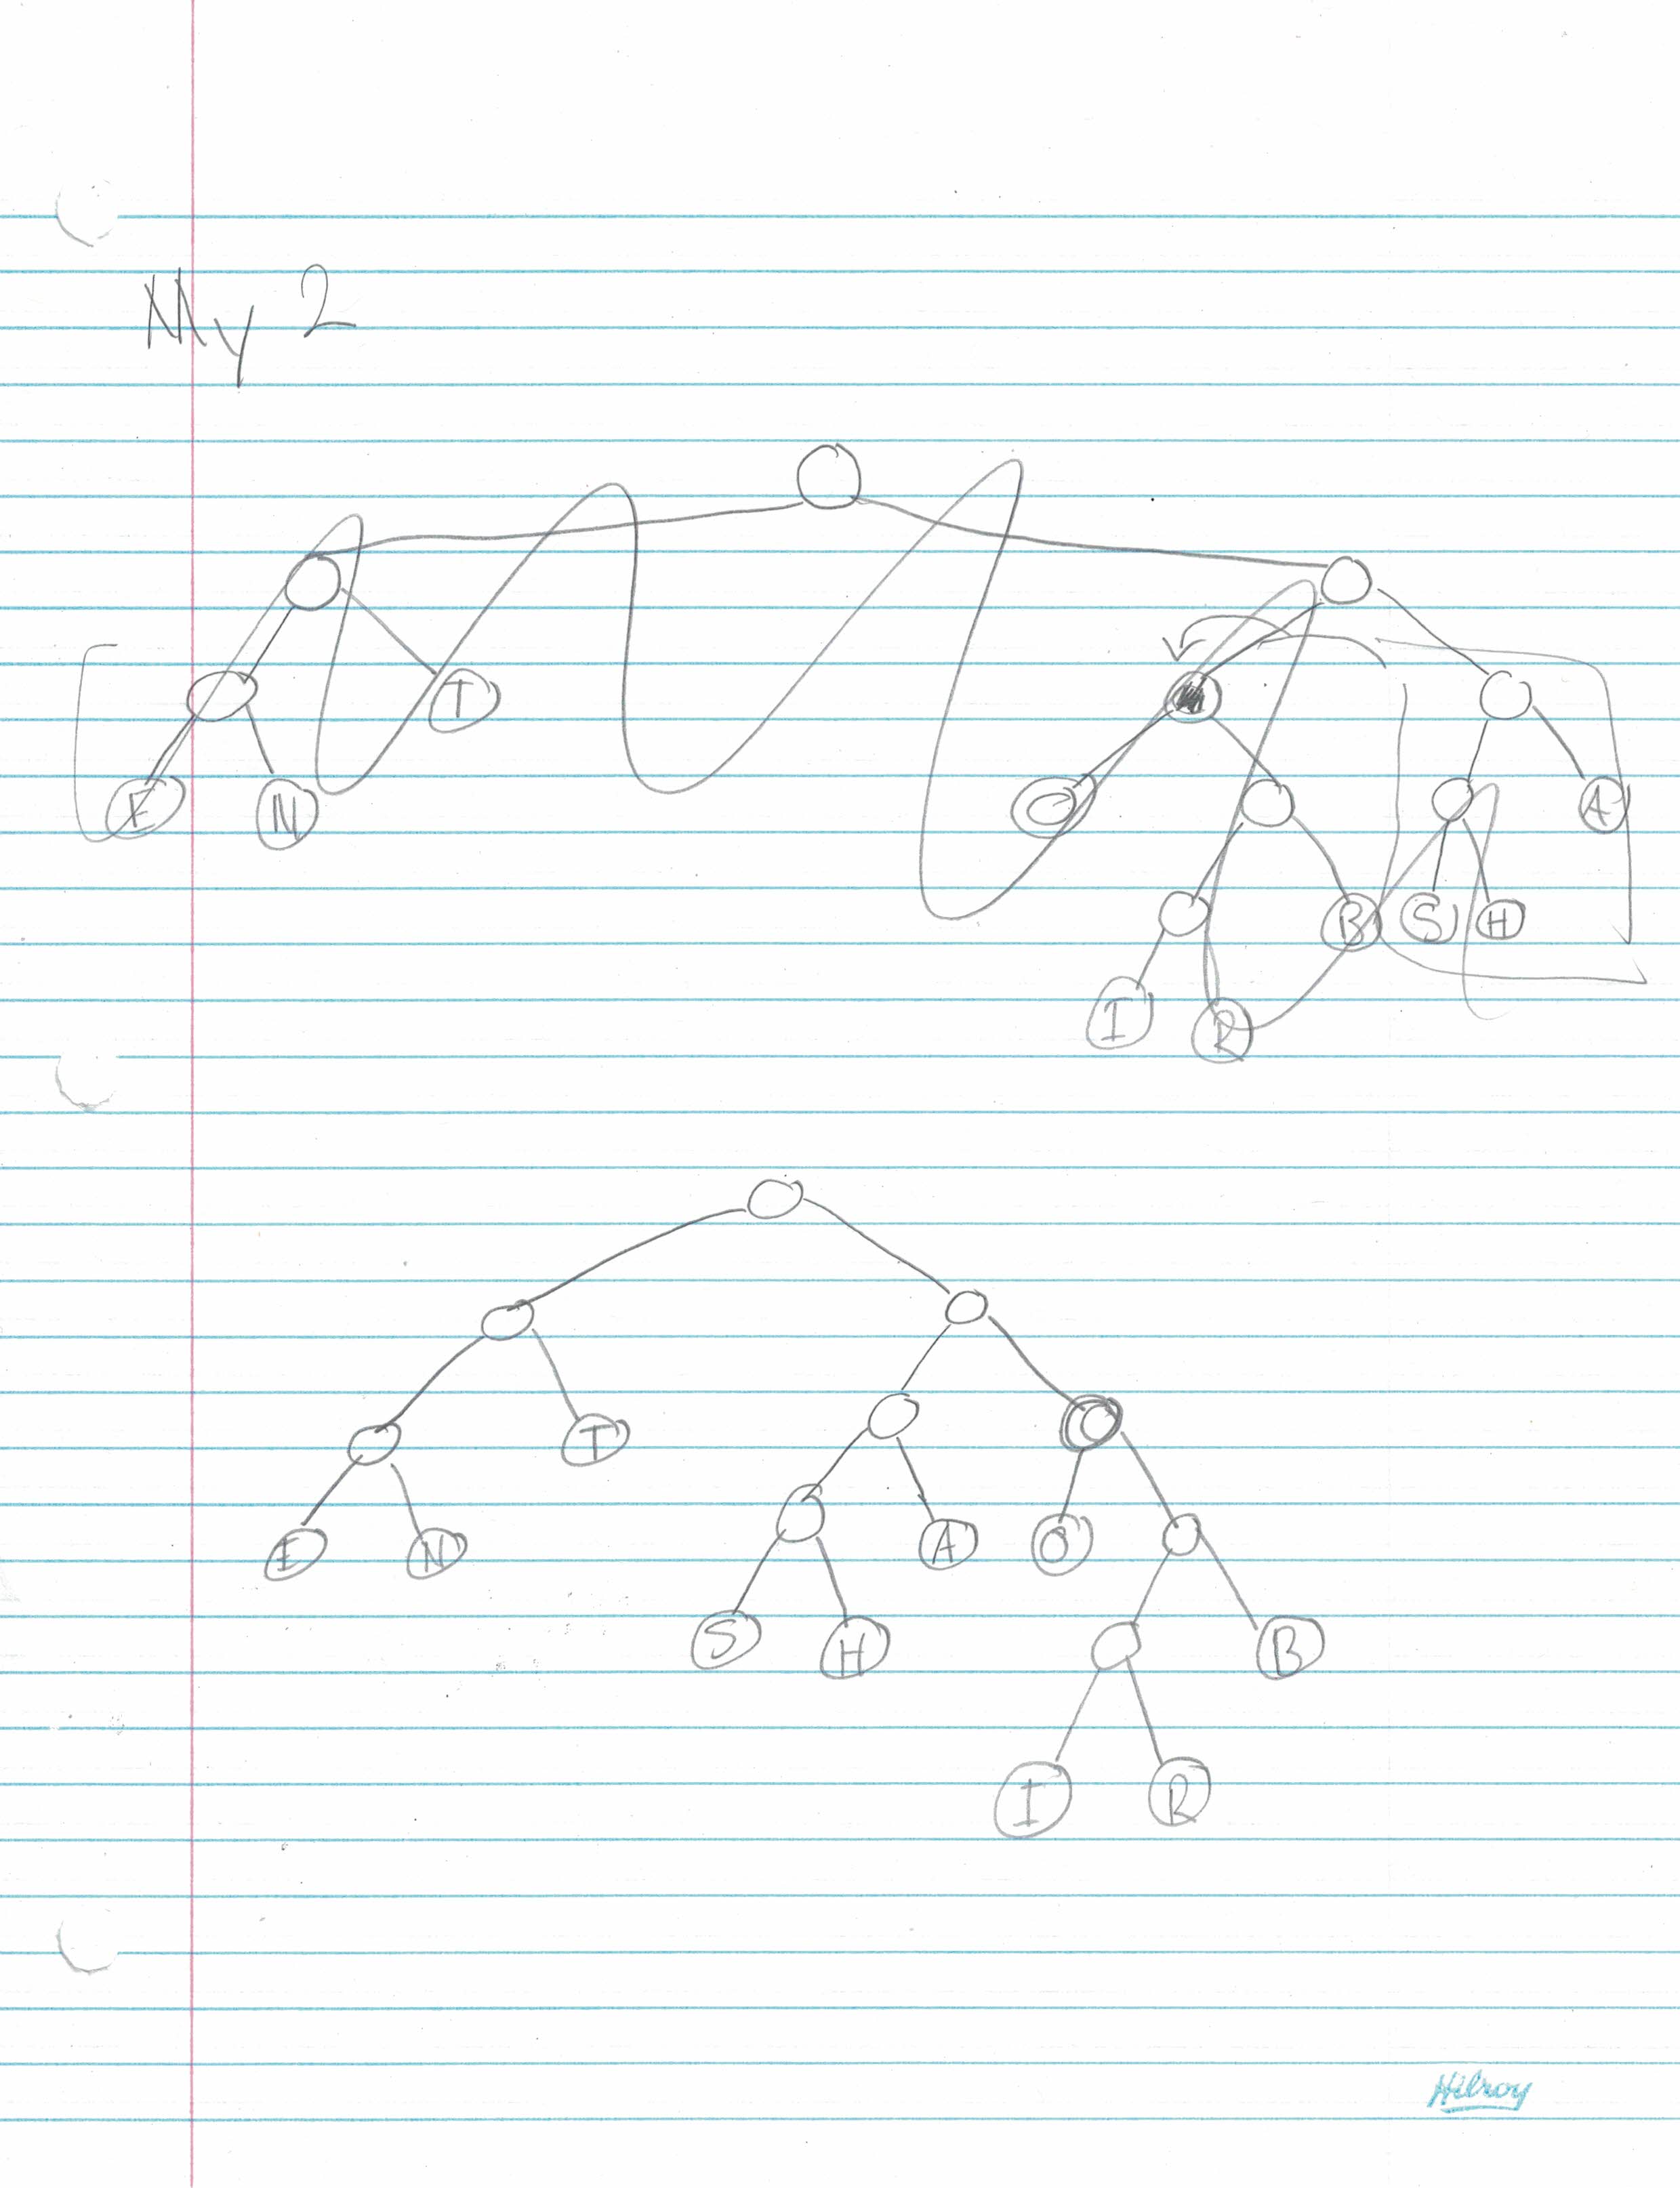 My 2
T
E N O A
B S H
I R
T
E N A O
S H B
I R
Hilroy